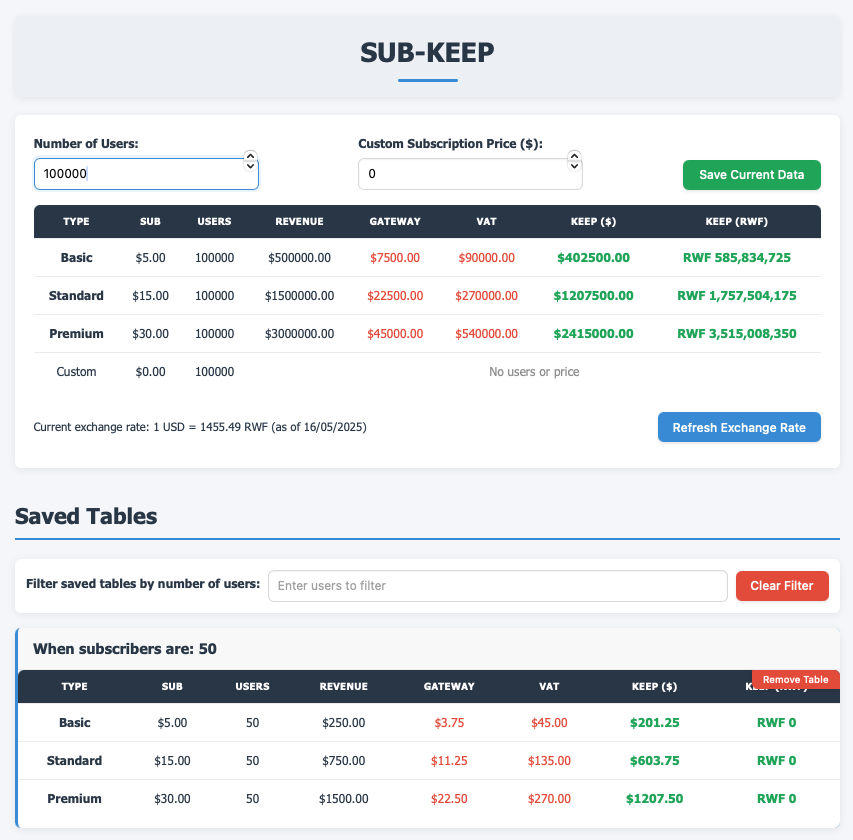 SUB-KEEP
Number of Users:
Custom Subscription Price ($):
100000
0
Save Current Data
TYPE SUB USERS REVENUE GATEWAY VAT KEEP ($) KEEP (RWF)
Basic $5.00 100000 $500000.00 $7500.00 $90000.00 $402500.00 RWF 585,834,725
Standard $15.00 100000 $1500000.00 $22500.00 $270000.00 $1207500.00 RWF 1,757,504,175
Premium $30.00 100000 $3000000.00 $45000.00 $540000.00 $2415000.00 RWF 3,515,008,350
Custom $0.00 100000 No users or price
Current exchange rate: 1 USD = 1455.49 RWF (as of 16/05/2025)
Refresh Exchange Rate
Saved Tables
Filter saved tables by number of users:
Enter users to filter
Clear Filter
When subscribers are: 50
Remove Table
TYPE SUB USERS REVENUE GATEWAY VAT KEEP ($)
Basic $5.00 50 $250.00 $3.75 $45.00 $201.25 RWF 0
Standard $15.00 50 $750.00 $11.25 $135.00 $603.75 RWF 0
Premium $30.00 50 $1500.00 $22.50 $270.00 $1207.50 RWF 0